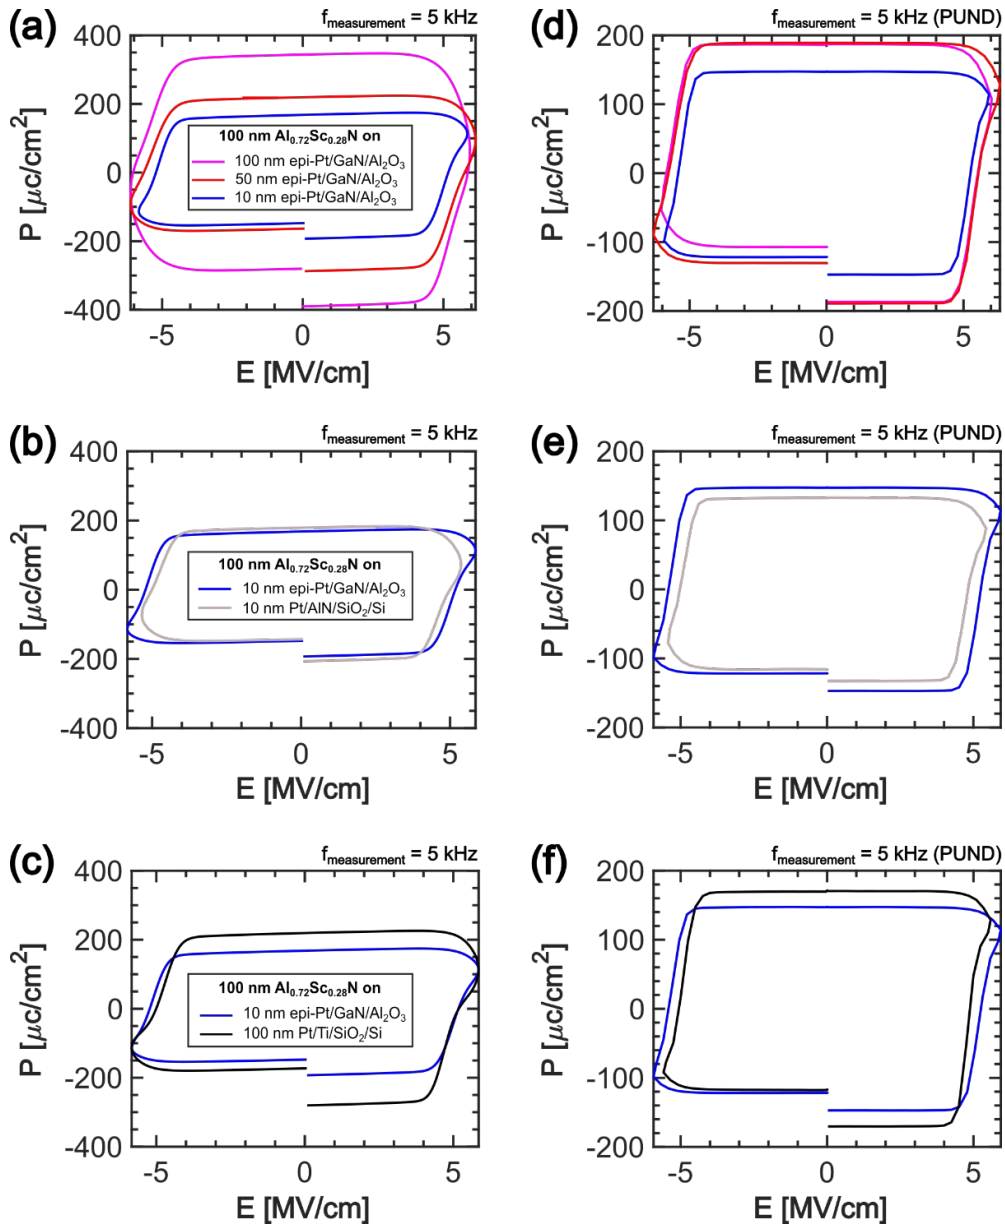 (a)
f_measurement = 5 kHz
400
200
0
-200
-400
P [µc/cm²]
100 nm Al₀.₇₂Sc₀.₂₈N on
100 nm epi-Pt/GaN/Al₂O₃
50 nm epi-Pt/GaN/Al₂O₃
10 nm epi-Pt/GaN/Al₂O₃
-5 0 5
E [MV/cm]
(d)
f_measurement = 5 kHz (PUND)
200
100
0
-100
-200
P [µc/cm²]
-5 0 5
E [MV/cm]
(b)
f_measurement = 5 kHz
400
200
0
-200
-400
P [µc/cm²]
100 nm Al₀.₇₂Sc₀.₂₈N on
10 nm epi-Pt/GaN/Al₂O₃
10 nm Pt/AlN/SiO₂/Si
-5 0 5
E [MV/cm]
(e)
f_measurement = 5 kHz (PUND)
200
100
0
-100
-200
P [µc/cm²]
-5 0 5
E [MV/cm]
(c)
f_measurement = 5 kHz
400
200
0
-200
-400
P [µc/cm²]
100 nm Al₀.₇₂Sc₀.₂₈N on
10 nm epi-Pt/GaN/Al₂O₃
100 nm Pt/Ti/SiO₂/Si
-5 0 5
E [MV/cm]
(f)
f_measurement = 5 kHz (PUND)
200
100
0
-100
-200
P [µc/cm²]
-5 0 5
E [MV/cm]